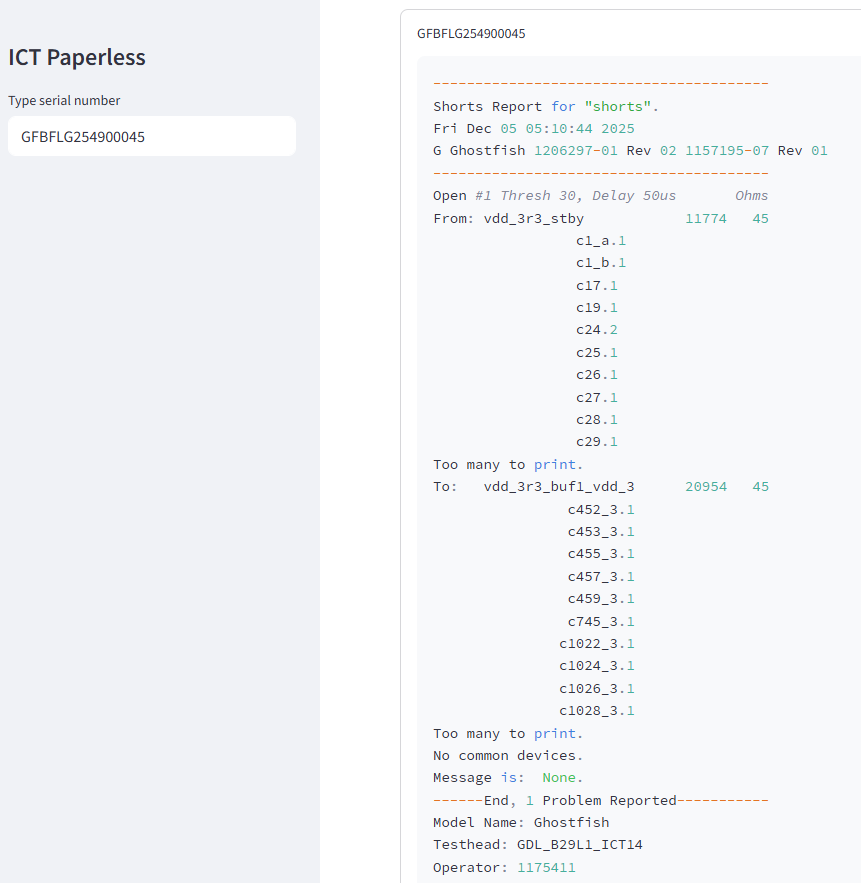 ICT Paperless
Type serial number
GFBFLG254900045
GFBFLG254900045
----------------------------------------
Shorts Report for "shorts".
Fri Dec 05 05:10:44 2025
G Ghostfish 1206297-01 Rev 02 1157195-07 Rev 01
----------------------------------------
Open #1 Thresh 30, Delay 50us       Ohms
From: vdd_3r3_stby            11774   45
                 c1_a.1
                 c1_b.1
                 c17.1
                 c19.1
                 c24.2
                 c25.1
                 c26.1
                 c27.1
                 c28.1
                 c29.1
Too many to print.
To:   vdd_3r3_buf1_vdd_3      20954   45
                c452_3.1
                c453_3.1
                c455_3.1
                c457_3.1
                c459_3.1
                c745_3.1
               c1022_3.1
               c1024_3.1
               c1026_3.1
               c1028_3.1
Too many to print.
No common devices.
Message is:  None.
------End, 1 Problem Reported-----------
Model Name: Ghostfish
Testhead: GDL_B29L1_ICT14
Operator: 1175411